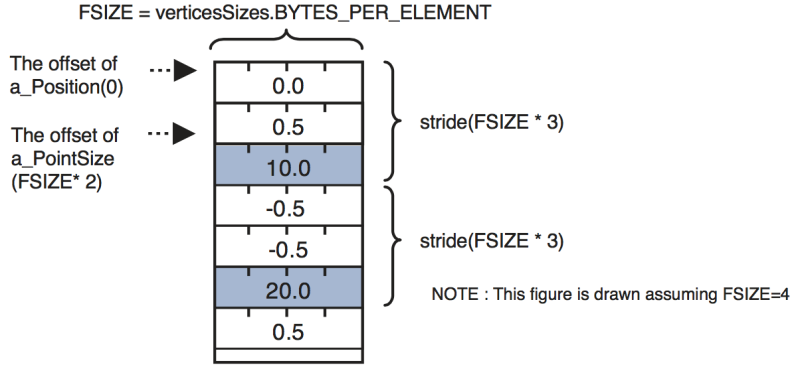 FSIZE = verticesSizes.BYTES_PER_ELEMENT
The offset of
a_Position(0)
0.0
0.5
stride(FSIZE * 3)
The offset of
a_PointSize
(FSIZE* 2)
10.0
-0.5
-0.5
stride(FSIZE * 3)
20.0
NOTE : This figure is drawn assuming FSIZE=4
0.5